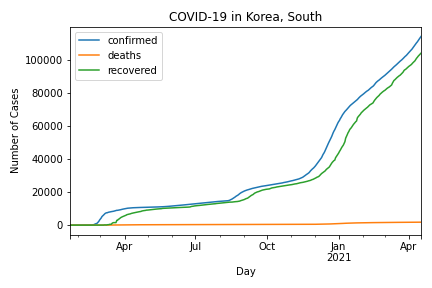 COVID-19 in Korea, South
confirmed
deaths
recovered
Number of Cases
100000
80000
60000
40000
20000
0
Apr Jul Oct Jan Apr
2021
Day